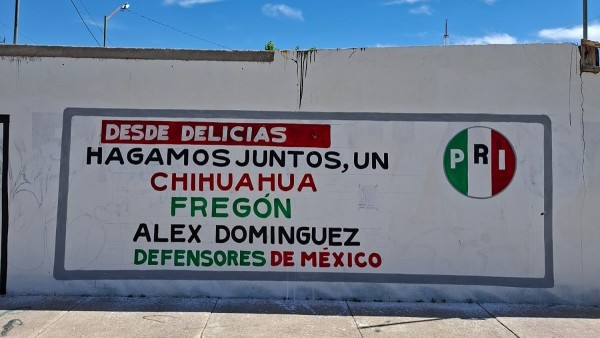 DESDE DELICIAS
HAGAMOS JUNTOS, UN
CHIHUAHUA
FREGÓN
ALEX DOMINGUEZ
DEFENSORES DE MÉXICO
PRI